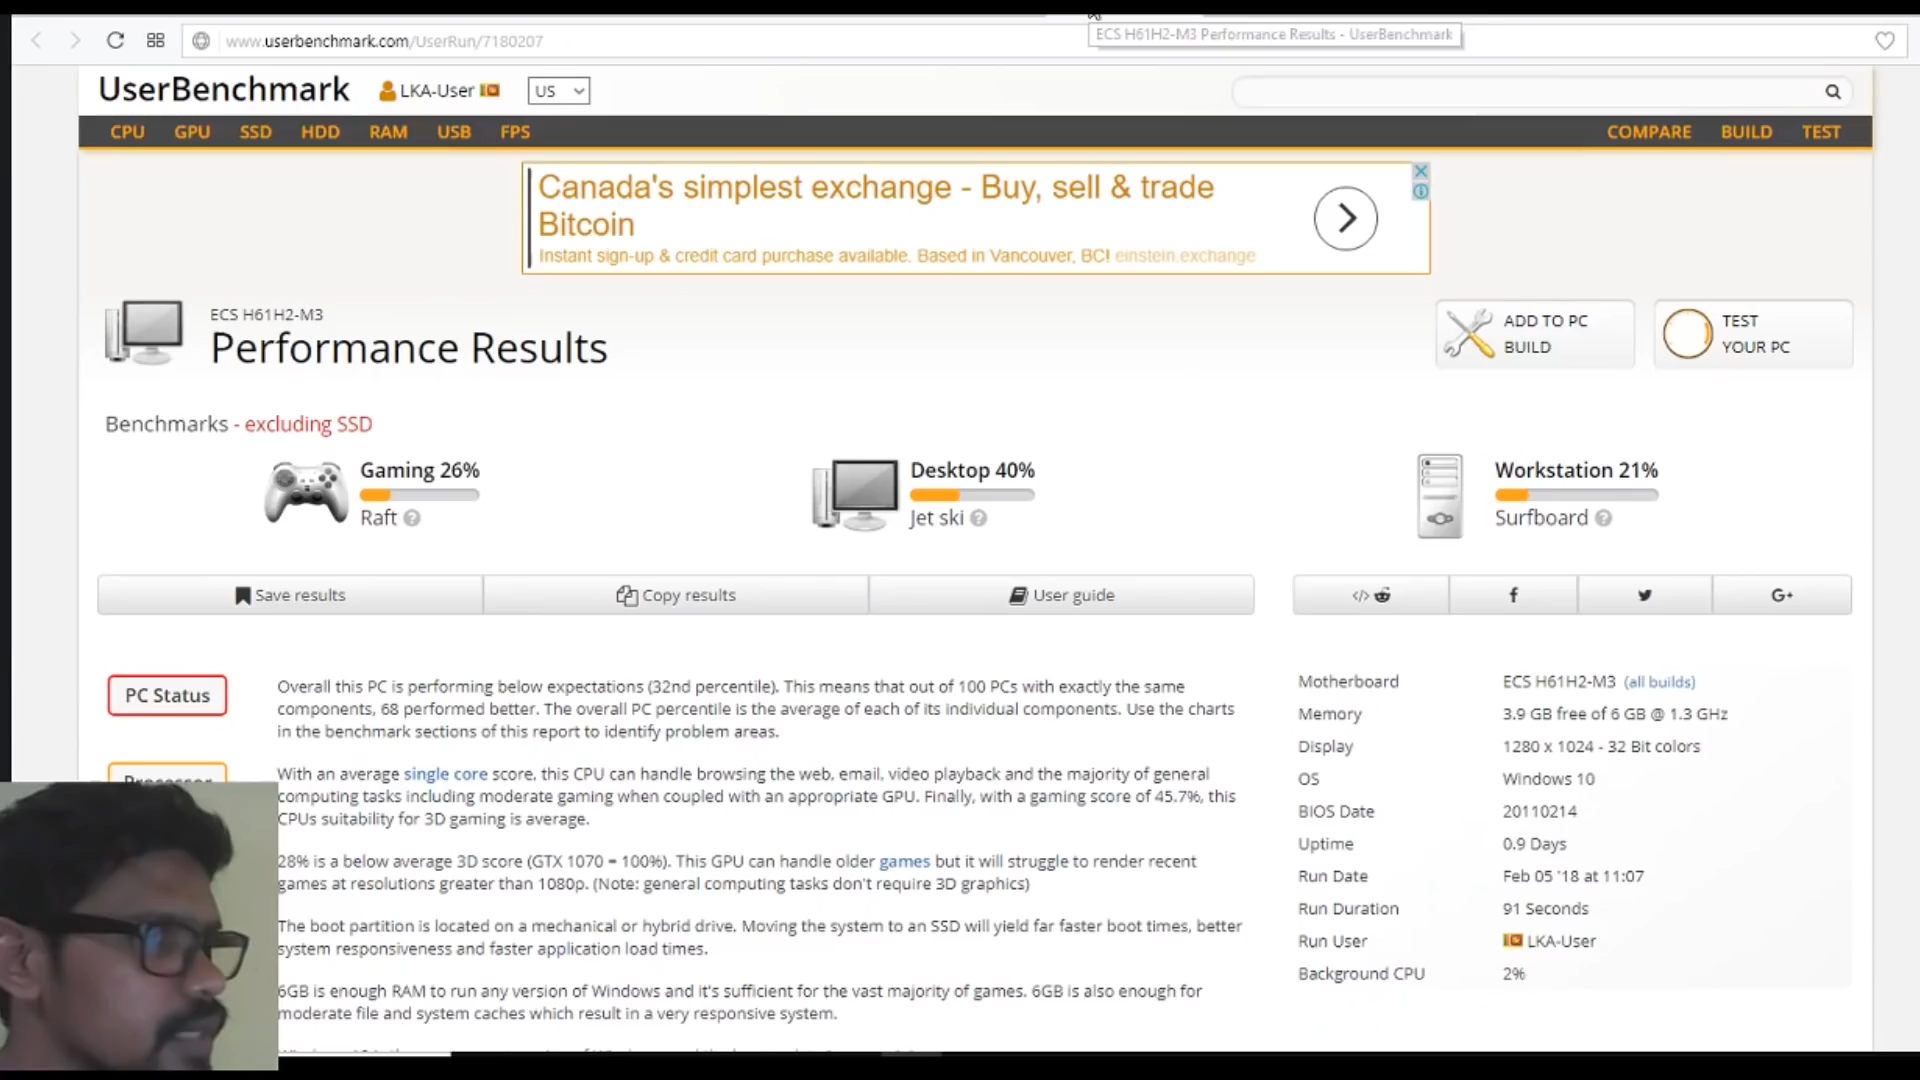 www.userbenchmark.com/UserRun/7180207
ECS H61H2-M3 Performance Results - UserBenchmark
UserBenchmark
LKA-User
US
CPU GPU SSD HDD RAM USB FPS
COMPARE BUILD TEST
Canada's simplest exchange - Buy, sell & trade
Bitcoin
Instant sign-up & credit card purchase available. Based in Vancouver, BC! einstein.exchange
ECS H61H2-M3
Performance Results
ADD TO PC
BUILD
TEST
YOUR PC
Benchmarks - excluding SSD
Gaming 26%
Raft
Desktop 40%
Jet ski
Workstation 21%
Surfboard
Save results
Copy results
User guide
</>
f
G+
PC Status
Overall this PC is performing below expectations (32nd percentile). This means that out of 100 PCs with exactly the same
components, 68 performed better. The overall PC percentile is the average of each of its individual components. Use the charts
in the benchmark sections of this report to identify problem areas.
Processor
With an average single core score, this CPU can handle browsing the web, email, video playback and the majority of general
computing tasks including moderate gaming when coupled with an appropriate GPU. Finally, with a gaming score of 45.7%, this
CPUs suitability for 3D gaming is average.
28% is a below average 3D score (GTX 1070 = 100%). This GPU can handle older games but it will struggle to render recent
games at resolutions greater than 1080p. (Note: general computing tasks don't require 3D graphics)
The boot partition is located on a mechanical or hybrid drive. Moving the system to an SSD will yield far faster boot times, better
system responsiveness and faster application load times.
6GB is enough RAM to run any version of Windows and it's sufficient for the vast majority of games. 6GB is also enough for
moderate file and system caches which result in a very responsive system.
Motherboard ECS H61H2-M3 (all builds)
Memory 3.9 GB free of 6 GB @ 1.3 GHz
Display 1280 x 1024 - 32 Bit colors
OS Windows 10
BIOS Date 20110214
Uptime 0.9 Days
Run Date Feb 05 '18 at 11:07
Run Duration 91 Seconds
Run User LKA-User
Background CPU 2%